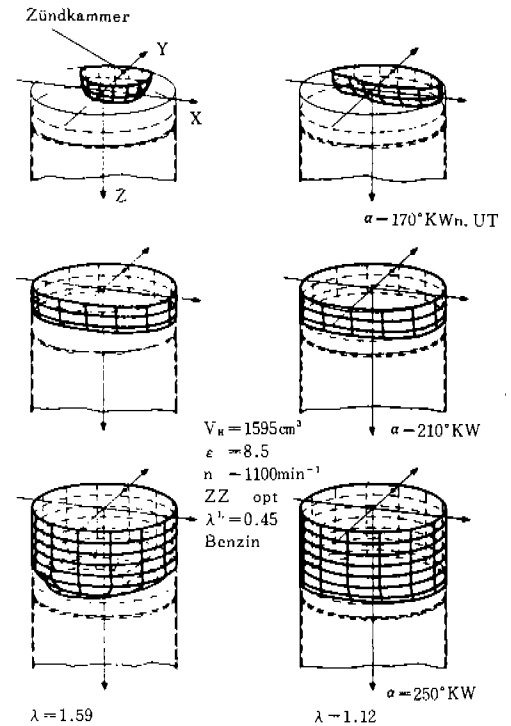 Zündkammer
Y
X
Z
α-170°KWn. UT
V_H=1595cm³
ε =8.5
n -1100min⁻¹
ZZ opt
λᴸ=0.45
Benzin
α-210°KW
α=250°KW
λ=1.59
λ-1.12